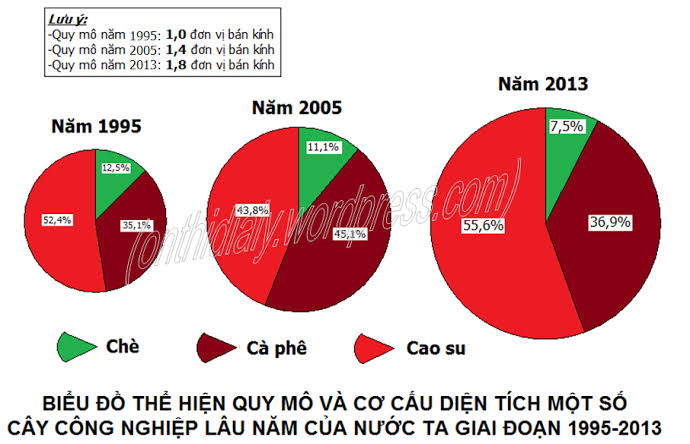 Lưu ý:
-Quy mô năm 1995: 1,0 đơn vị bán kính
-Quy mô năm 2005: 1,4 đơn vị bán kính
-Quy mô năm 2013: 1,8 đơn vị bán kính
Năm 1995
12,5%
52,4%
35,1%
Năm 2005
11,1%
43,8%
45,1%
Năm 2013
7,5%
55,6%
36,9%
(onthidialy.wordpress.com)
Chè
Cà phê
Cao su
BIỂU ĐỒ THỂ HIỆN QUY MÔ VÀ CƠ CẤU DIỆN TÍCH MỘT SỐ
CÂY CÔNG NGHIỆP LÂU NĂM CỦA NƯỚC TA GIAI ĐOẠN 1995-2013